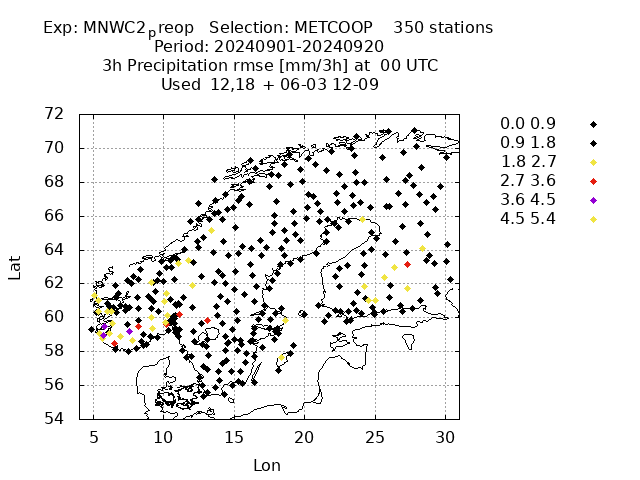 Exp: MNWC2preop Selection: METCOOP 350 stations
Period: 20240901-20240920
3h Precipitation rmse [mm/3h] at 00 UTC
Used 12,18 + 06-03 12-09
0.0 0.9
0.9 1.8
1.8 2.7
2.7 3.6
3.6 4.5
4.5 5.4
72
70
68
66
64
62
60
58
56
54
Lat
5 10 15 20 25 30
Lon